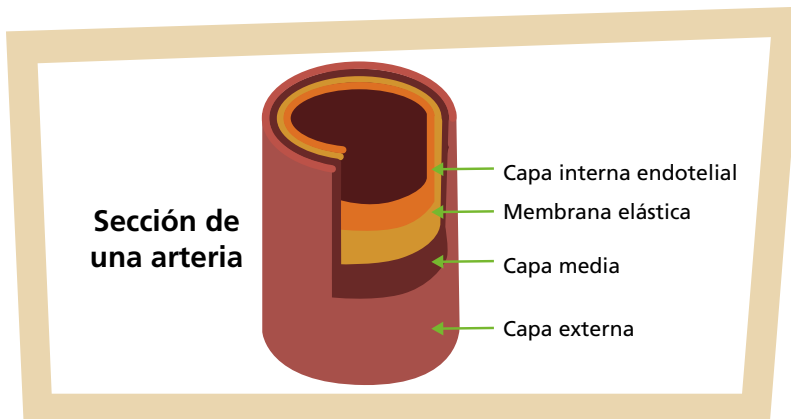 Sección de
una arteria
Capa interna endotelial
Membrana elástica
Capa media
Capa externa